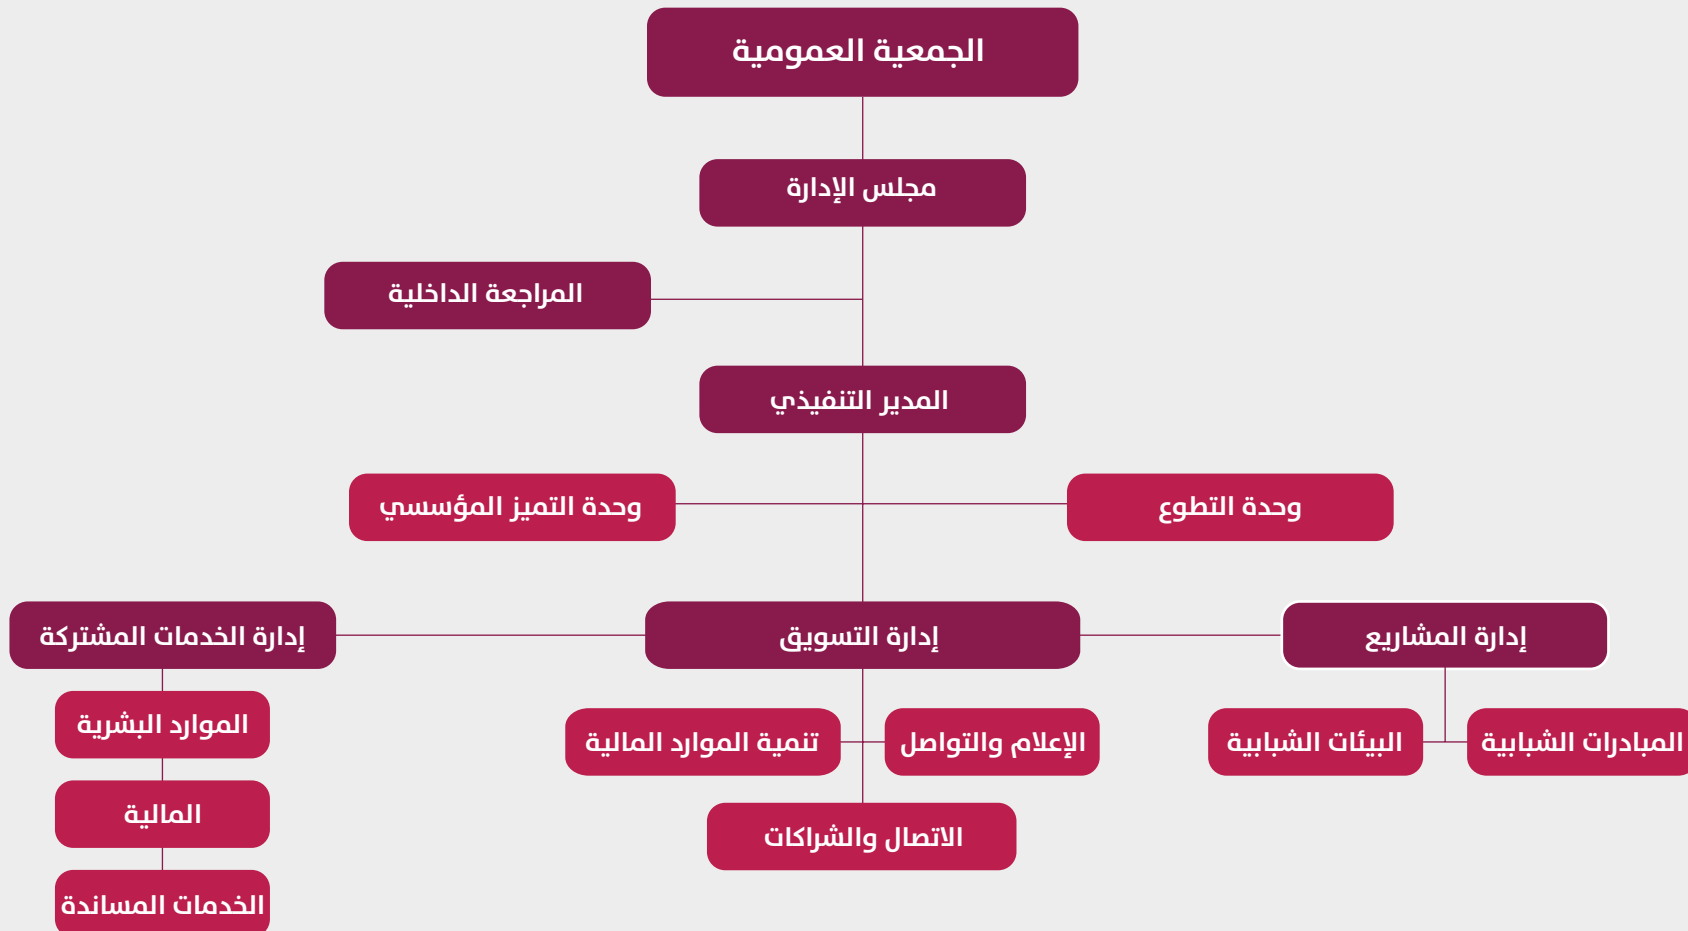 الجمعية العمومية
مجلس الإدارة
المراجعة الداخلية
المدير التنفيذي
وحدة التطوع
وحدة التميز المؤسسي
إدارة المشاريع
إدارة التسويق
إدارة الخدمات المشتركة
المبادرات الشبابية
البيئات الشبابية
الإعلام والتواصل
تنمية الموارد المالية
الاتصال والشراكات
الموارد البشرية
المالية
الخدمات المساندة